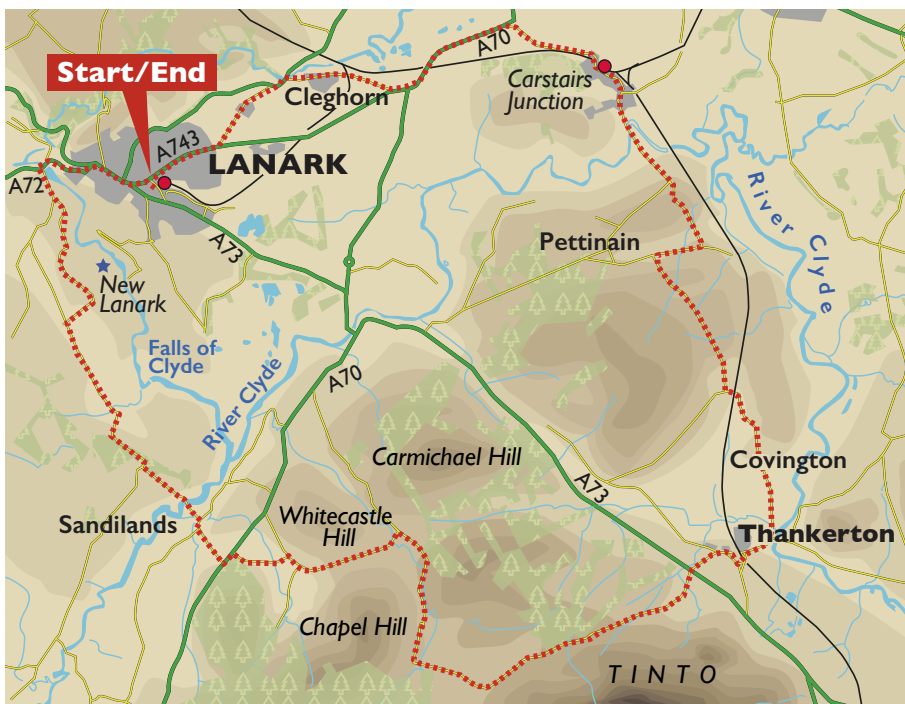 A70
Start/End
Carstairs
Junction
Cleghorn
A743
LANARK
A72
River Clyde
A73
Pettinain
New
Lanark
Falls of
Clyde
River Clyde
A70
Carmichael Hill
A73
Covington
Whitecastle
Hill
Sandilands
Thankerton
Chapel Hill
TINTO